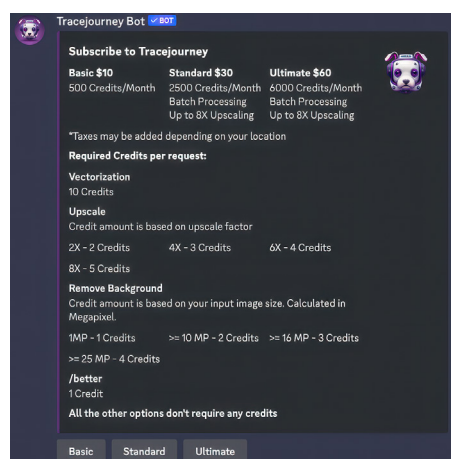 Tracejourney Bot ✓ BOT
Subscribe to Tracejourney
Basic $10 Standard $30 Ultimate $60
500 Credits/Month 2500 Credits/Month 6000 Credits/Month
Batch Processing Batch Processing
Up to 8X Upscaling Up to 8X Upscaling
*Taxes may be added depending on your location
Required Credits per request:
Vectorization
10 Credits
Upscale
Credit amount is based on upscale factor
2X - 2 Credits 4X - 3 Credits 6X - 4 Credits
8X - 5 Credits
Remove Background
Credit amount is based on your input image size. Calculated in
Megapixel.
1MP - 1 Credits >= 10 MP - 2 Credits >= 16 MP - 3 Credits
>= 25 MP - 4 Credits
/better
1 Credit
All the other options don't require any credits
Basic Standard Ultimate